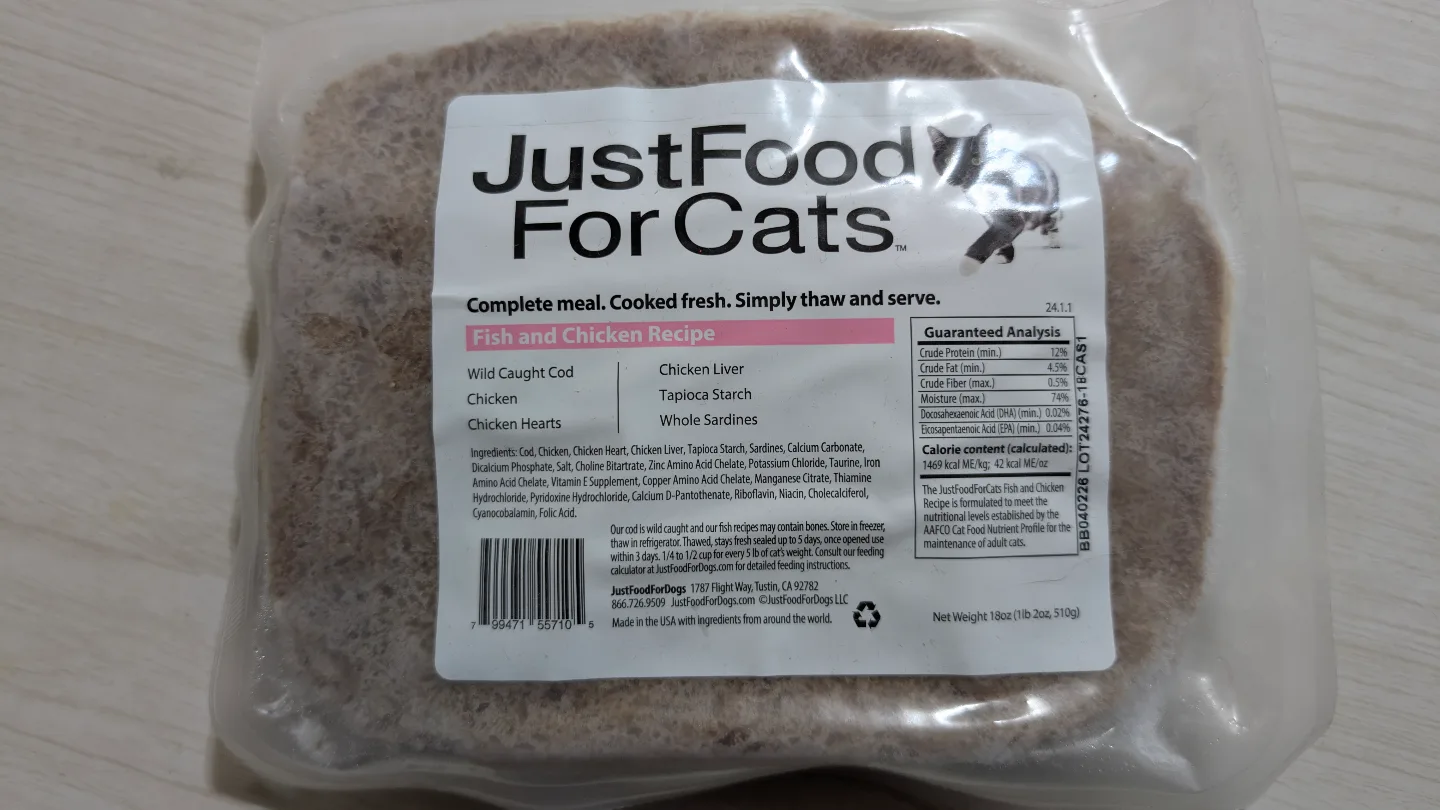 JustFood
ForCats™
Complete meal. Cooked fresh. Simply thaw and serve.
24.1.1
Fish and Chicken Recipe
Wild Caught Cod
Chicken
Chicken Hearts
Chicken Liver
Tapioca Starch
Whole Sardines
Ingredients: Cod, Chicken, Chicken Heart, Chicken Liver, Tapioca Starch, Sardines, Calcium Carbonate,
Dicalcium Phosphate, Salt, Choline Bitartrate, Zinc Amino Acid Chelate, Potassium Chloride, Taurine, Iron
Amino Acid Chelate, Vitamin E Supplement, Copper Amino Acid Chelate, Manganese Citrate, Thiamine
Hydrochloride, Pyridoxine Hydrochloride, Calcium D-Pantothenate, Riboflavin, Niacin, Cholecalciferol,
Cyanocobalamin, Folic Acid.
Our cod is wild caught and our fish recipes may contain bones. Store in freezer,
thaw in refrigerator. Thawed, stays fresh sealed up to 5 days, once opened use
within 3 days. 1/4 to 1/2 cup for every 5 lb of cat's weight. Consult our feeding
calculator at JustFoodForDogs.com for detailed feeding instructions.
JustFoodForDogs 1787 Flight Way, Tustin, CA 92782
866.726.9509 JustFoodForDogs.com ©JustFoodForDogs LLC
Made in the USA with ingredients from around the world.
7 99471 55710 5
Guaranteed Analysis
Crude Protein (min.) 12%
Crude Fat (min.) 4.5%
Crude Fiber (max.) 0.5%
Moisture (max.) 74%
Docosahexaenoic Acid (DHA) (min.) 0.02%
Eicosapentaenoic Acid (EPA) (min.) 0.04%
Calorie content (calculated):
1469 kcal ME/kg; 42 kcal ME/oz
The JustFoodForCats Fish and Chicken
Recipe is formulated to meet the
nutritional levels established by the
AAFCO Cat Food Nutrient Profile for the
maintenance of adult cats.
BB040226 LOT24276-18CAS1
Net Weight 18oz (1lb 2oz, 510g)